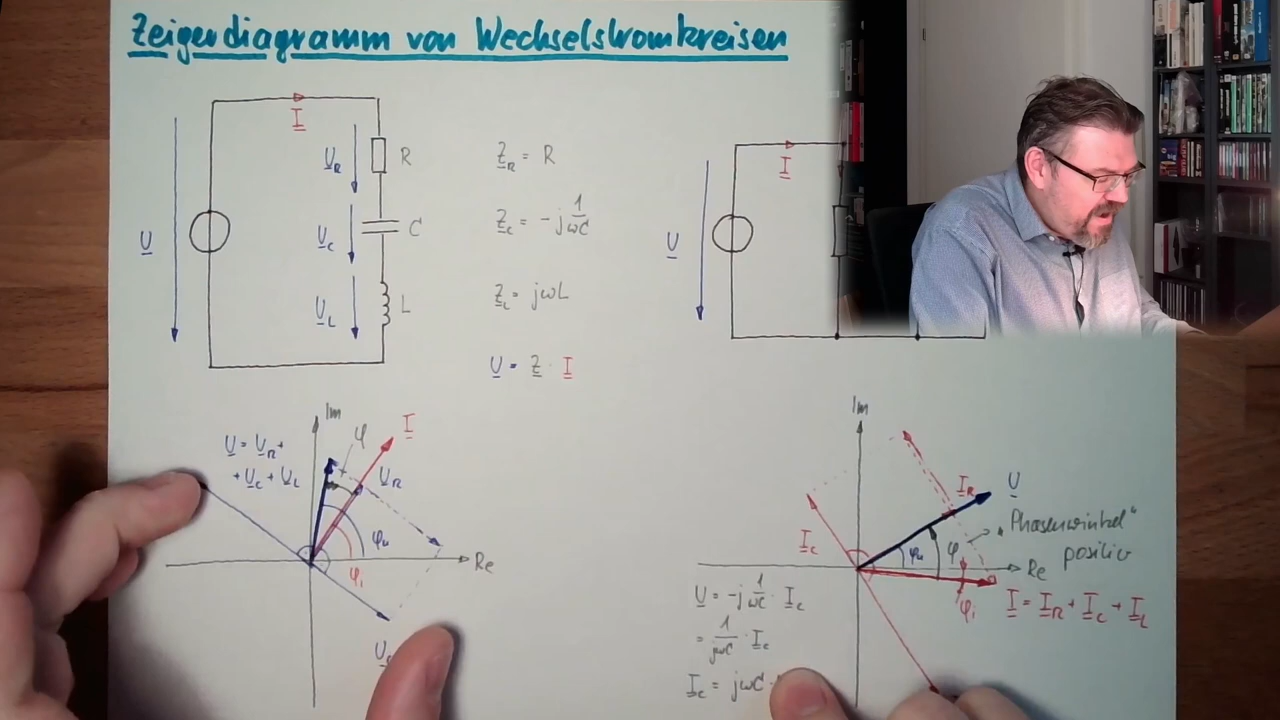 Zeigerdiagramm von Wechselstromkreisen
I
U_R R
U
U_C C
U_L L
Z_R = R
Z_C = -j 1/ωC
Z_L = jωL
U = Z · I
I
U
Im
I
φ
U = U_R +
+ U_C + U_L
U_R
φ_u
φ_i
Re
Im
U
I_R
I_C
φ_u
φ
„Phasenwinkel“
positiv
Re
φ_i
I = I_R + I_C + I_L
U = -j 1/ωC · I_C
= 1/jωC · I_C
I_C = jωC ·